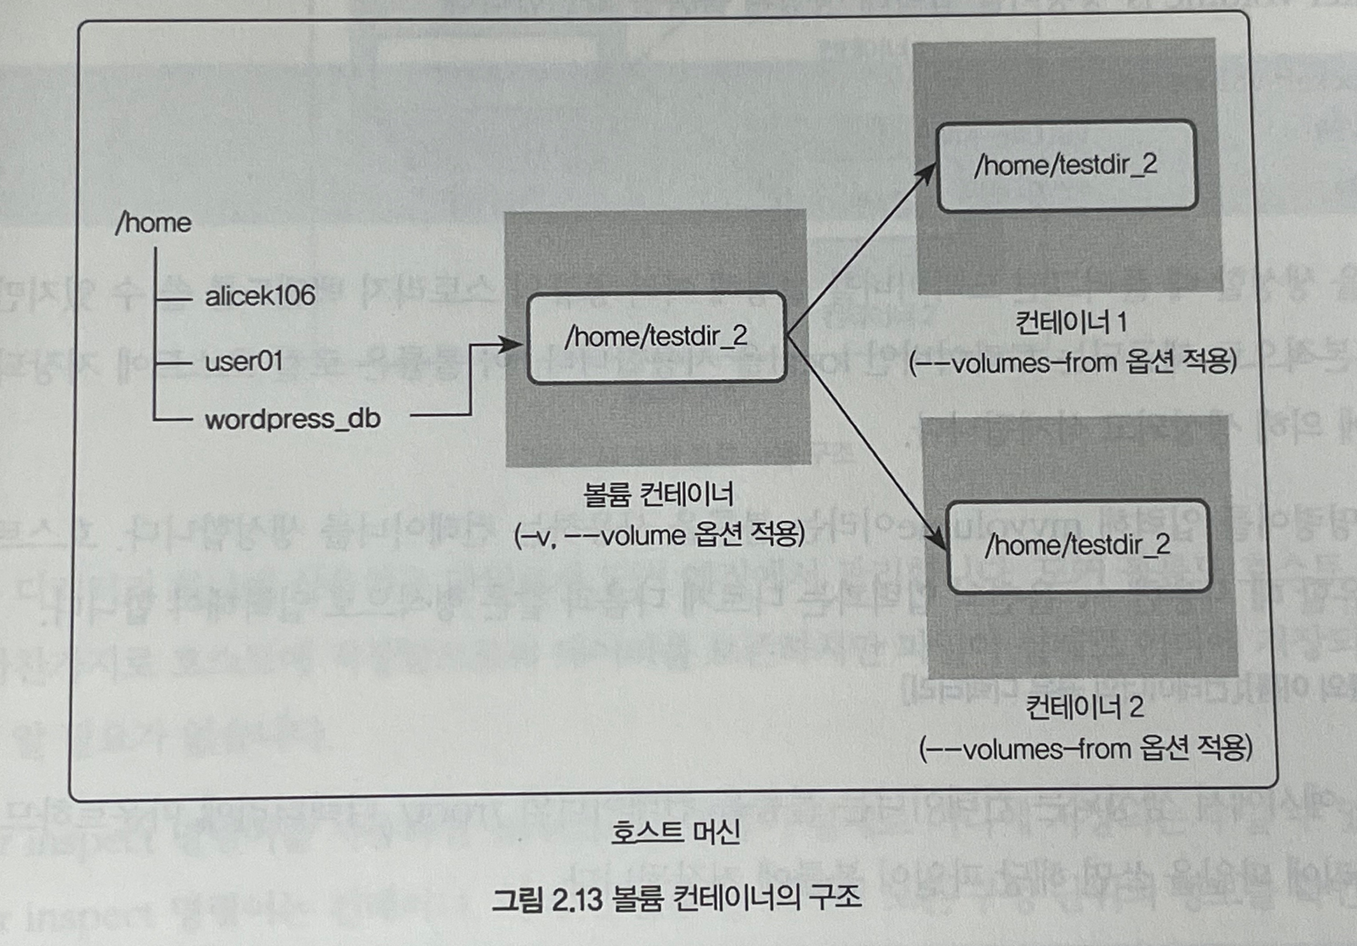 /home
alicek106
user01
wordpress_db
/home/testdir_2
볼륨 컨테이너
(-v, --volume 옵션 적용)
/home/testdir_2
컨테이너 1
(--volumes-from 옵션 적용)
/home/testdir_2
컨테이너 2
(--volumes-from 옵션 적용)
호스트 머신
그림 2.13 볼륨 컨테이너의 구조